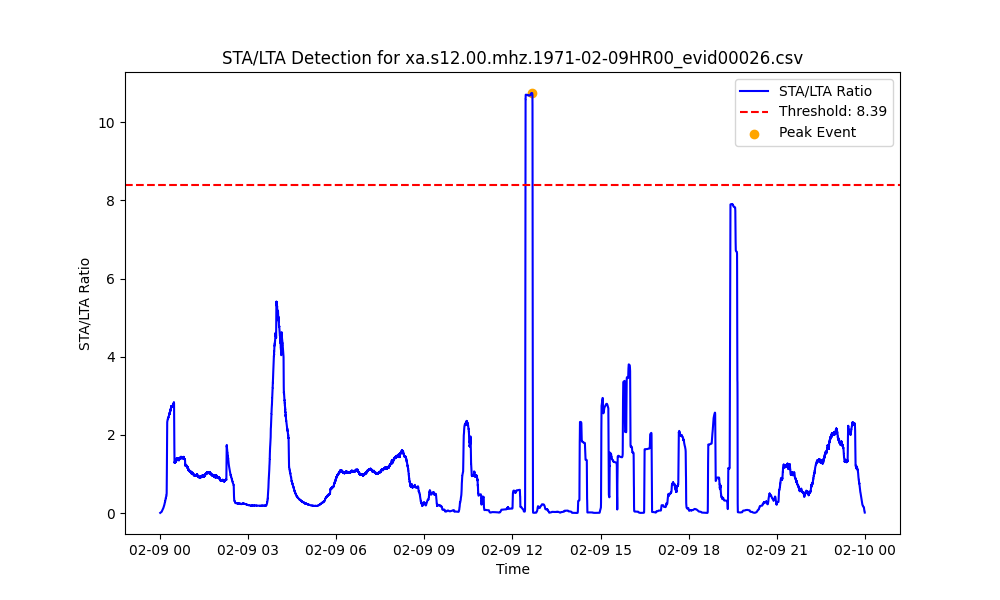 STA/LTA Detection for xa.s12.00.mhz.1971-02-09HR00_evid00026.csv
STA/LTA Ratio
Threshold: 8.39
Peak Event
10
8
6
4
2
0
STA/LTA Ratio
02-09 00
02-09 03
02-09 06
02-09 09
02-09 12
02-09 15
02-09 18
02-09 21
02-10 00
Time